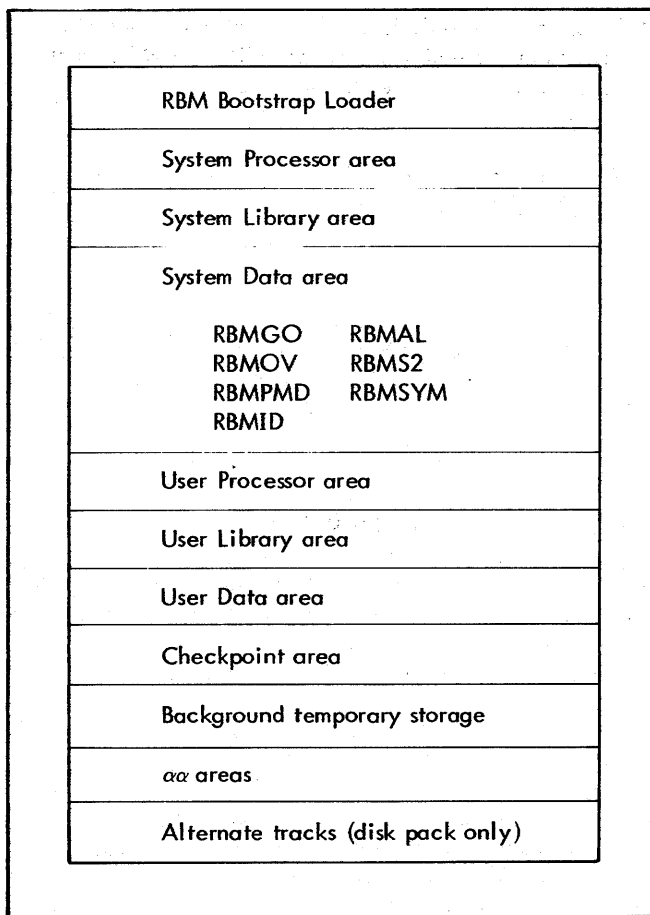 RBM Bootstrap Loader
System Processor area
System Library area
System Data area
RBMGO RBMAL
RBMOV RBMS2
RBMPMD RBMSYM
RBMID
User Processor area
User Library area
User Data area
Checkpoint area
Background temporary storage
αα areas
Alternate tracks (disk pack only)